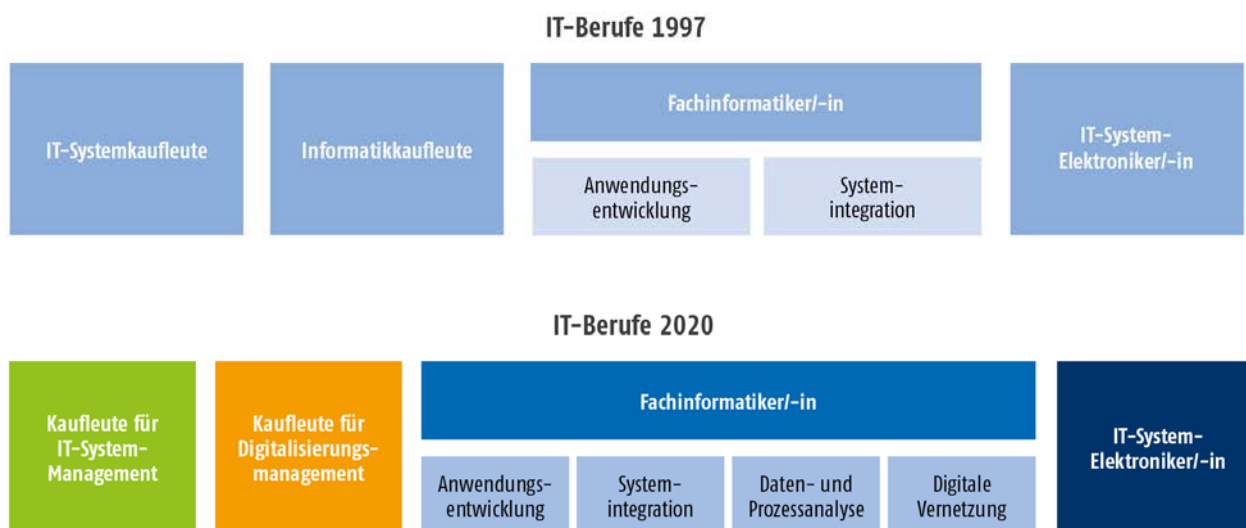 IT-Berufe 1997
IT-Systemkaufleute
Informatikkaufleute
Fachinformatiker/-in
Anwendungs-
entwicklung
System-
integration
IT-System-
Elektroniker/-in
IT-Berufe 2020
Kaufleute für
IT-System-
Management
Kaufleute für
Digitalisierungs-
management
Fachinformatiker/-in
Anwendungs-
entwicklung
System-
integration
Daten- und
Prozessanalyse
Digitale
Vernetzung
IT-System-
Elektroniker/-in